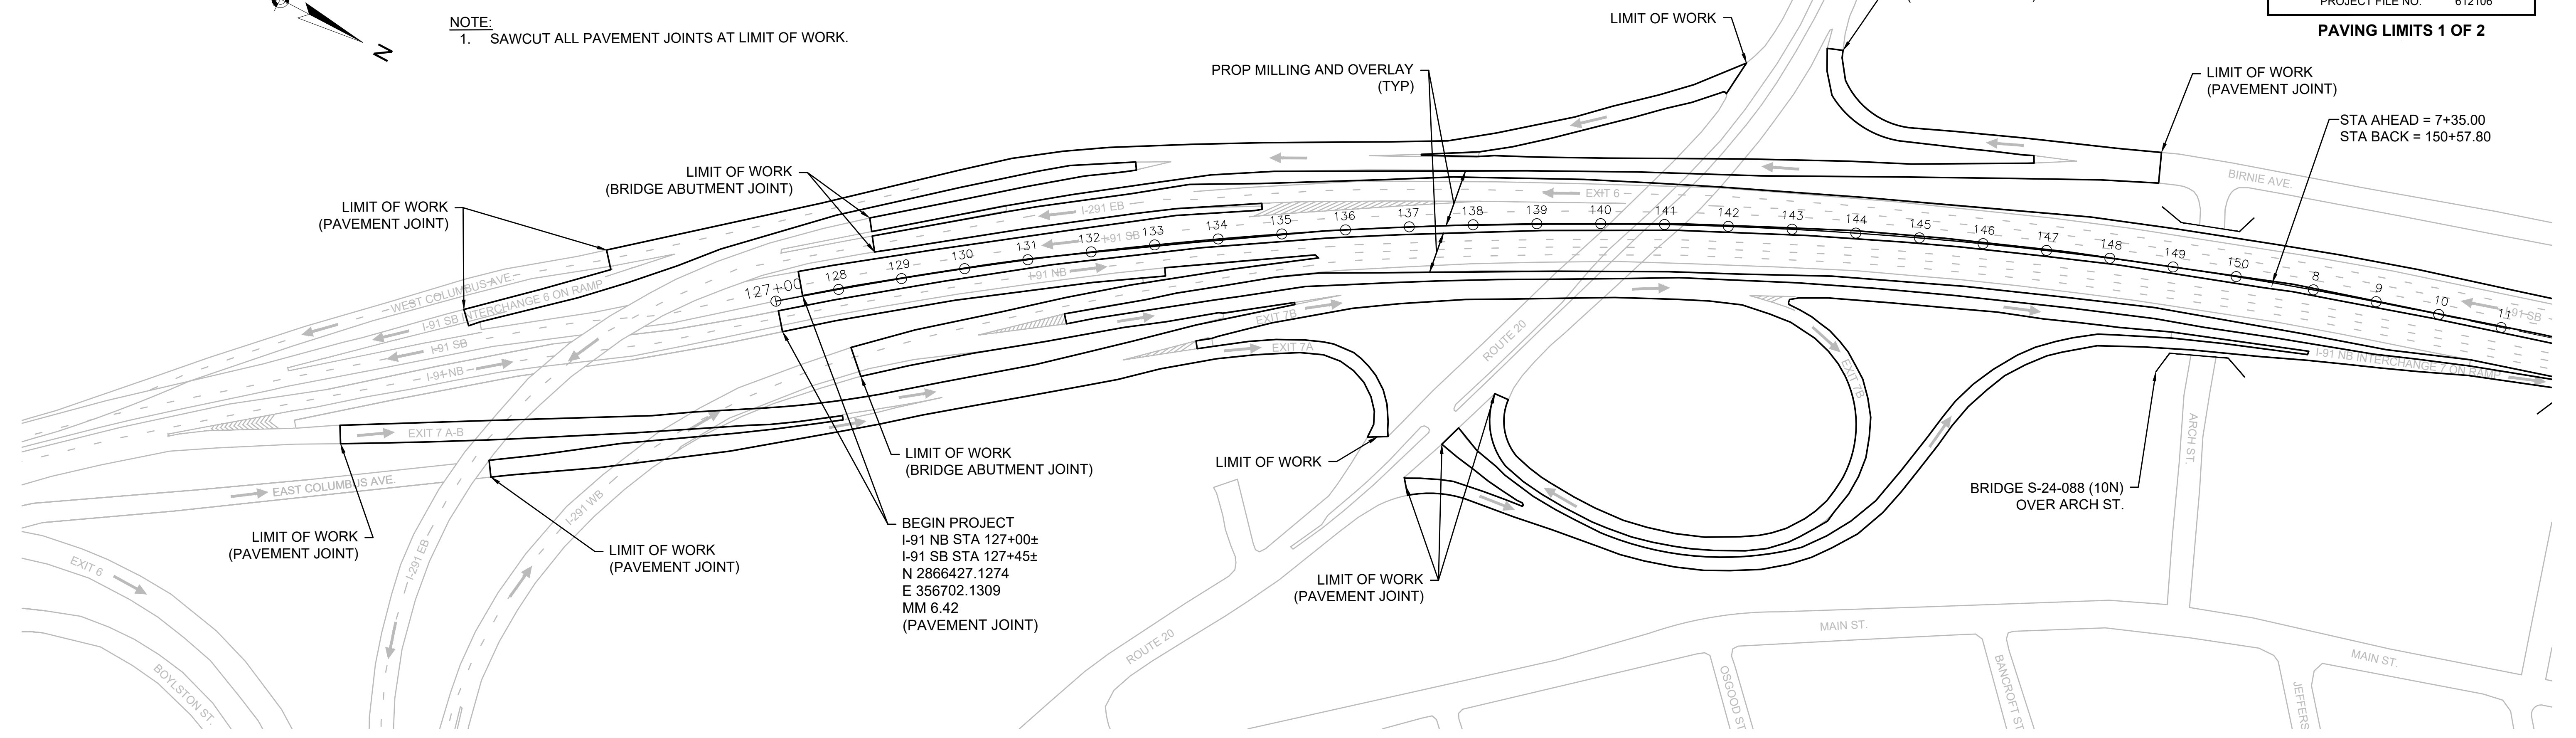 PROJECT FILE NO. 612106
PAVING LIMITS 1 OF 2
N
NOTE:
1. SAWCUT ALL PAVEMENT JOINTS AT LIMIT OF WORK.
LIMIT OF WORK
PROP MILLING AND OVERLAY
(TYP)
LIMIT OF WORK
(PAVEMENT JOINT)
STA AHEAD = 7+35.00
STA BACK = 150+57.80
LIMIT OF WORK
(BRIDGE ABUTMENT JOINT)
LIMIT OF WORK
(PAVEMENT JOINT)
BIRNIE AVE.
EXIT 6
I-291 EB
I-91 SB
I-91 NB
127+00
128
129
130
131
132
133
134
135
136
137
138
139
140
141
142
143
144
145
146
147
148
149
150
8
9
10
11
I-91 SB
WEST COLUMBUS AVE.
I-91 SB INTERCHANGE 6 ON RAMP
I-91 SB
I-91 NB
EXIT 7B
EXIT 7A
ROUTE 20
EXIT 7B
I-91 NB INTERCHANGE 7 ON RAMP
ARCH ST.
EXIT 7 A-B
EAST COLUMBUS AVE.
LIMIT OF WORK
(BRIDGE ABUTMENT JOINT)
LIMIT OF WORK
BRIDGE S-24-088 (10N)
OVER ARCH ST.
I-291 WB
I-291 EB
LIMIT OF WORK
(PAVEMENT JOINT)
LIMIT OF WORK
(PAVEMENT JOINT)
BEGIN PROJECT
I-91 NB STA 127+00±
I-91 SB STA 127+45±
N 2866427.1274
E 356702.1309
MM 6.42
(PAVEMENT JOINT)
LIMIT OF WORK
(PAVEMENT JOINT)
EXIT 6
BOYLSTON ST.
ROUTE 20
MAIN ST.
MAIN ST.
OSGOOD ST
BANCROFT ST
JEFFERS